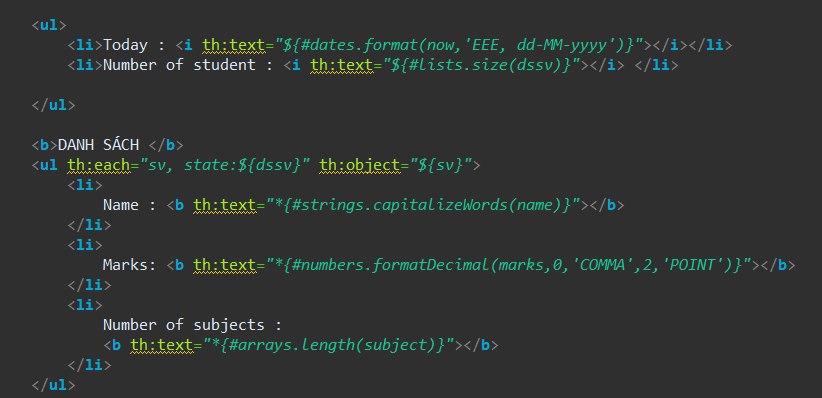 <ul>
<li>Today : <i th:text="${#dates.format(now,'EEE, dd-MM-yyyy')}"></i></li>
<li>Number of student : <i th:text="${#lists.size(dssv)}"></i> </li>
</ul>
<b>DANH SÁCH </b>
<ul th:each="sv, state:${dssv}" th:object="${sv}">
<li>
Name : <b th:text="*{#strings.capitalizeWords(name)}"></b>
</li>
<li>
Marks: <b th:text="*{#numbers.formatDecimal(marks,0,'COMMA',2,'POINT')}"></b>
</li>
<li>
Number of subjects :
<b th:text="*{#arrays.length(subject)}"></b>
</li>
</ul>